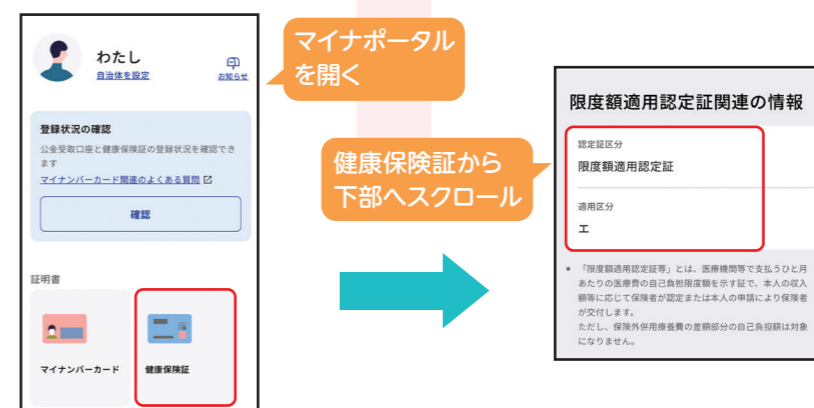 わたし
自治体を設定
お知らせ
登録状況の確認
公金受取口座と健康保険証の登録状況を確認でき
ます
マイナンバーカード関連のよくある質問
確認
証明書
マイナンバーカード
健康保険証
マイナポータル
を開く
健康保険証から
下部へスクロール
限度額適用認定証関連の情報
認定証区分
限度額適用認定証
適用区分
エ
• 「限度額適用認定証等」とは、医療機関等で支払うひと月
あたりの医療費の自己負担限度額を示す証で、本人の収入
額等に応じて保険者が認定または本人の申請により保険者
が交付します。
ただし、保険外併用療養費の差額部分の自己負担額は対象
になりません。